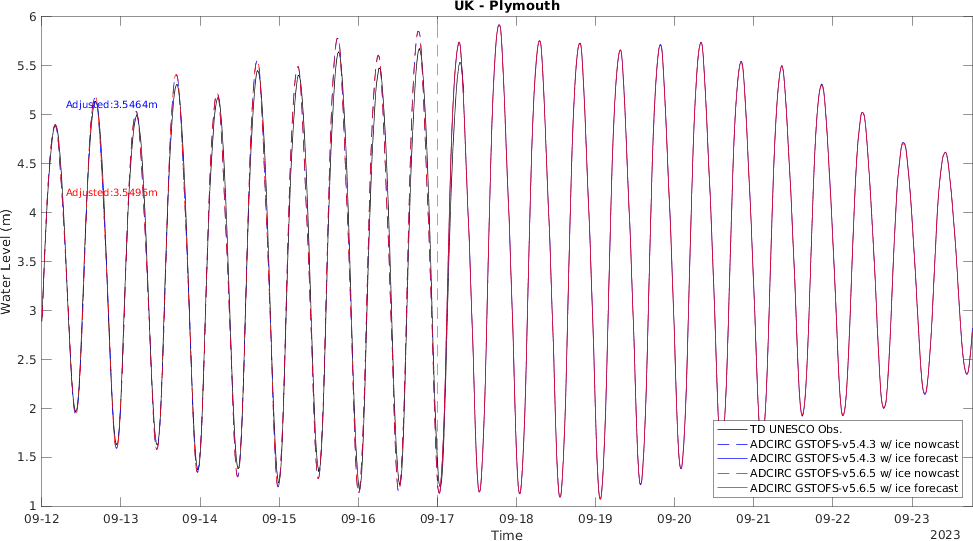 UK - Plymouth
6
5.5
5
4.5
4
3.5
3
2.5
2
1.5
1
Water Level (m)
Adjusted:3.5464m
Adjusted:3.5496m
TD UNESCO Obs.
ADCIRC GSTOFS-v5.4.3 w/ ice nowcast
ADCIRC GSTOFS-v5.4.3 w/ ice forecast
ADCIRC GSTOFS-v5.6.5 w/ ice nowcast
ADCIRC GSTOFS-v5.6.5 w/ ice forecast
09-12 09-13 09-14 09-15 09-16 09-17 09-18 09-19 09-20 09-21 09-22 09-23
Time
2023